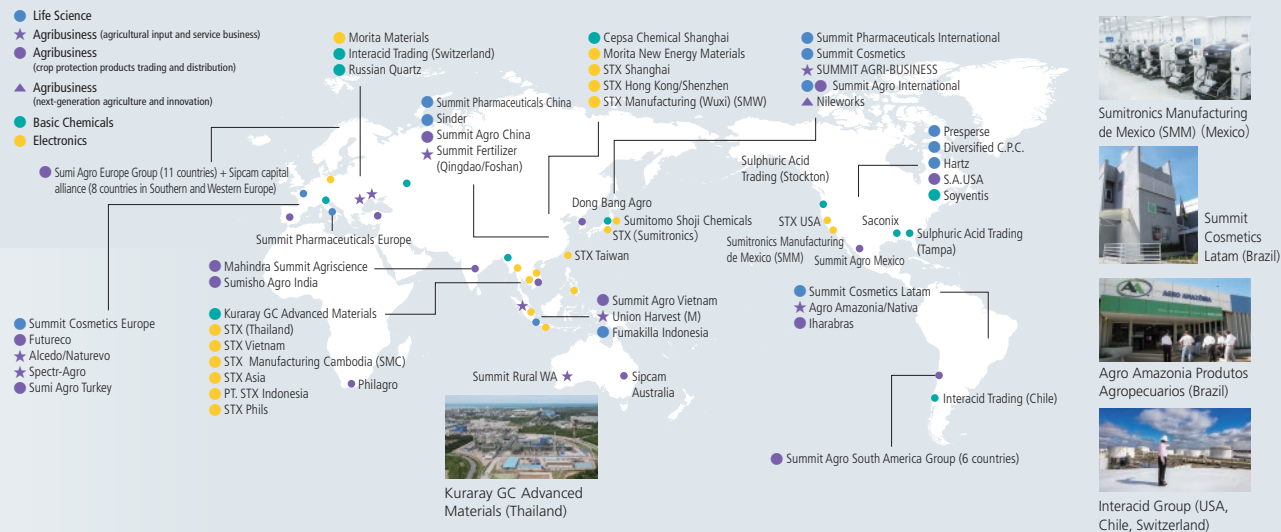 Life Science
Agribusiness (agricultural input and service business)
Agribusiness
(crop protection products trading and distribution)
Agribusiness
(next-generation agriculture and innovation)
Basic Chemicals
Electronics
Sumi Agro Europe Group (11 countries) + Sipcam capital
alliance (8 countries in Southern and Western Europe)
Morita Materials
Interacid Trading (Switzerland)
Russian Quartz
Summit Pharmaceuticals China
Sinder
Summit Agro China
Summit Fertilizer
(Qingdao/Foshan)
Cepsa Chemical Shanghai
Morita New Energy Materials
STX Shanghai
STX Hong Kong/Shenzhen
STX Manufacturing (Wuxi) (SMW)
Summit Pharmaceuticals International
Summit Cosmetics
SUMMIT AGRI-BUSINESS
Summit Agro International
Nileworks
Presperse
Diversified C.P.C.
Hartz
S.A.USA
Soyventis
Sulphuric Acid
Trading (Stockton)
STX USA
Sumitronics Manufacturing
de Mexico (SMM)
Saconix
Sulphuric Acid Trading
(Tampa)
Summit Agro Mexico
Dong Bang Agro
Sumitomo Shoji Chemicals
STX (Sumitronics)
STX Taiwan
Summit Pharmaceuticals Europe
Mahindra Summit Agriscience
Sumisho Agro India
Kuraray GC Advanced Materials
STX (Thailand)
STX Vietnam
STX Manufacturing Cambodia (SMC)
STX Asia
PT. STX Indonesia
STX Phils
Summit Agro Vietnam
Union Harvest (M)
Fumakilla Indonesia
Summit Cosmetics Latam
Agro Amazonia/Nativa
Iharabras
Summit Cosmetics Europe
Futureco
Alcedo/Naturevo
Spectr-Agro
Sumi Agro Turkey
Philagro
Summit Rural WA
Sipcam
Australia
Interacid Trading (Chile)
Summit Agro South America Group (6 countries)
Kuraray GC Advanced
Materials (Thailand)
Sumitronics Manufacturing
de Mexico (SMM) (Mexico)
Summit
Cosmetics
Latam (Brazil)
AGRO AMAZÔNIA
Agro Amazonia Produtos
Agropecuarios (Brazil)
Interacid Group (USA,
Chile, Switzerland)